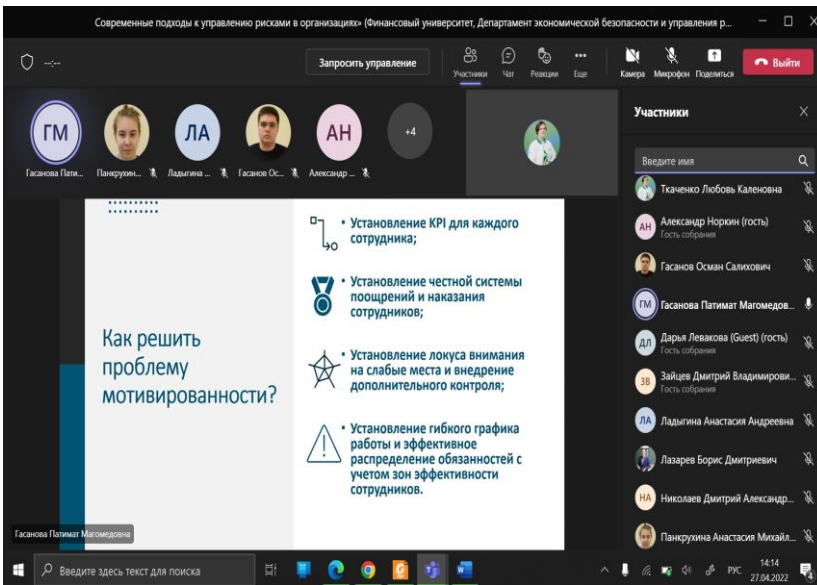 Современные подходы к управлению рисками в организациях» (Финансовый университет, Департамент экономической безопасности и управления р...
--:--
Запросить управление
Участники
Чат
Реакции
Еще
Камера
Микрофон
Поделиться
Выйти
ГМ
ЛА
АН
+4
Гасанова Пати...
Панкрухин...
Ладыгина ...
Гасанов Ос...
Александр ...
Как решить
проблему
мотивированности?
• Установление KPI для каждого
сотрудника;
• Установление честной системы
поощрений и наказания
сотрудников;
• Установление локуса внимания
на слабые места и внедрение
дополнительного контроля;
• Установление гибкого графика
работы и эффективное
распределение обязанностей с
учетом зон эффективности
сотрудников.
Гасанова Патимат Магомедовна
Участники
Введите имя
Ткаченко Любовь Каленовна
АН
Александр Норкин (гость)
Гость собрания
Гасанов Осман Салихович
ГМ
Гасанова Патимат Магомедов...
ДЛ
Дарья Левакова (Guest) (гость)
Гость собрания
ЗВ
Зайцев Дмитрий Владимирови...
Гость собрания
ЛА
Ладыгина Анастасия Андреевна
Лазарев Борис Дмитриевич
НА
Николаев Дмитрий Александр...
Панкрухина Анастасия Михайл...
Введите здесь текст для поиска
РУС
14:14
27.04.2022